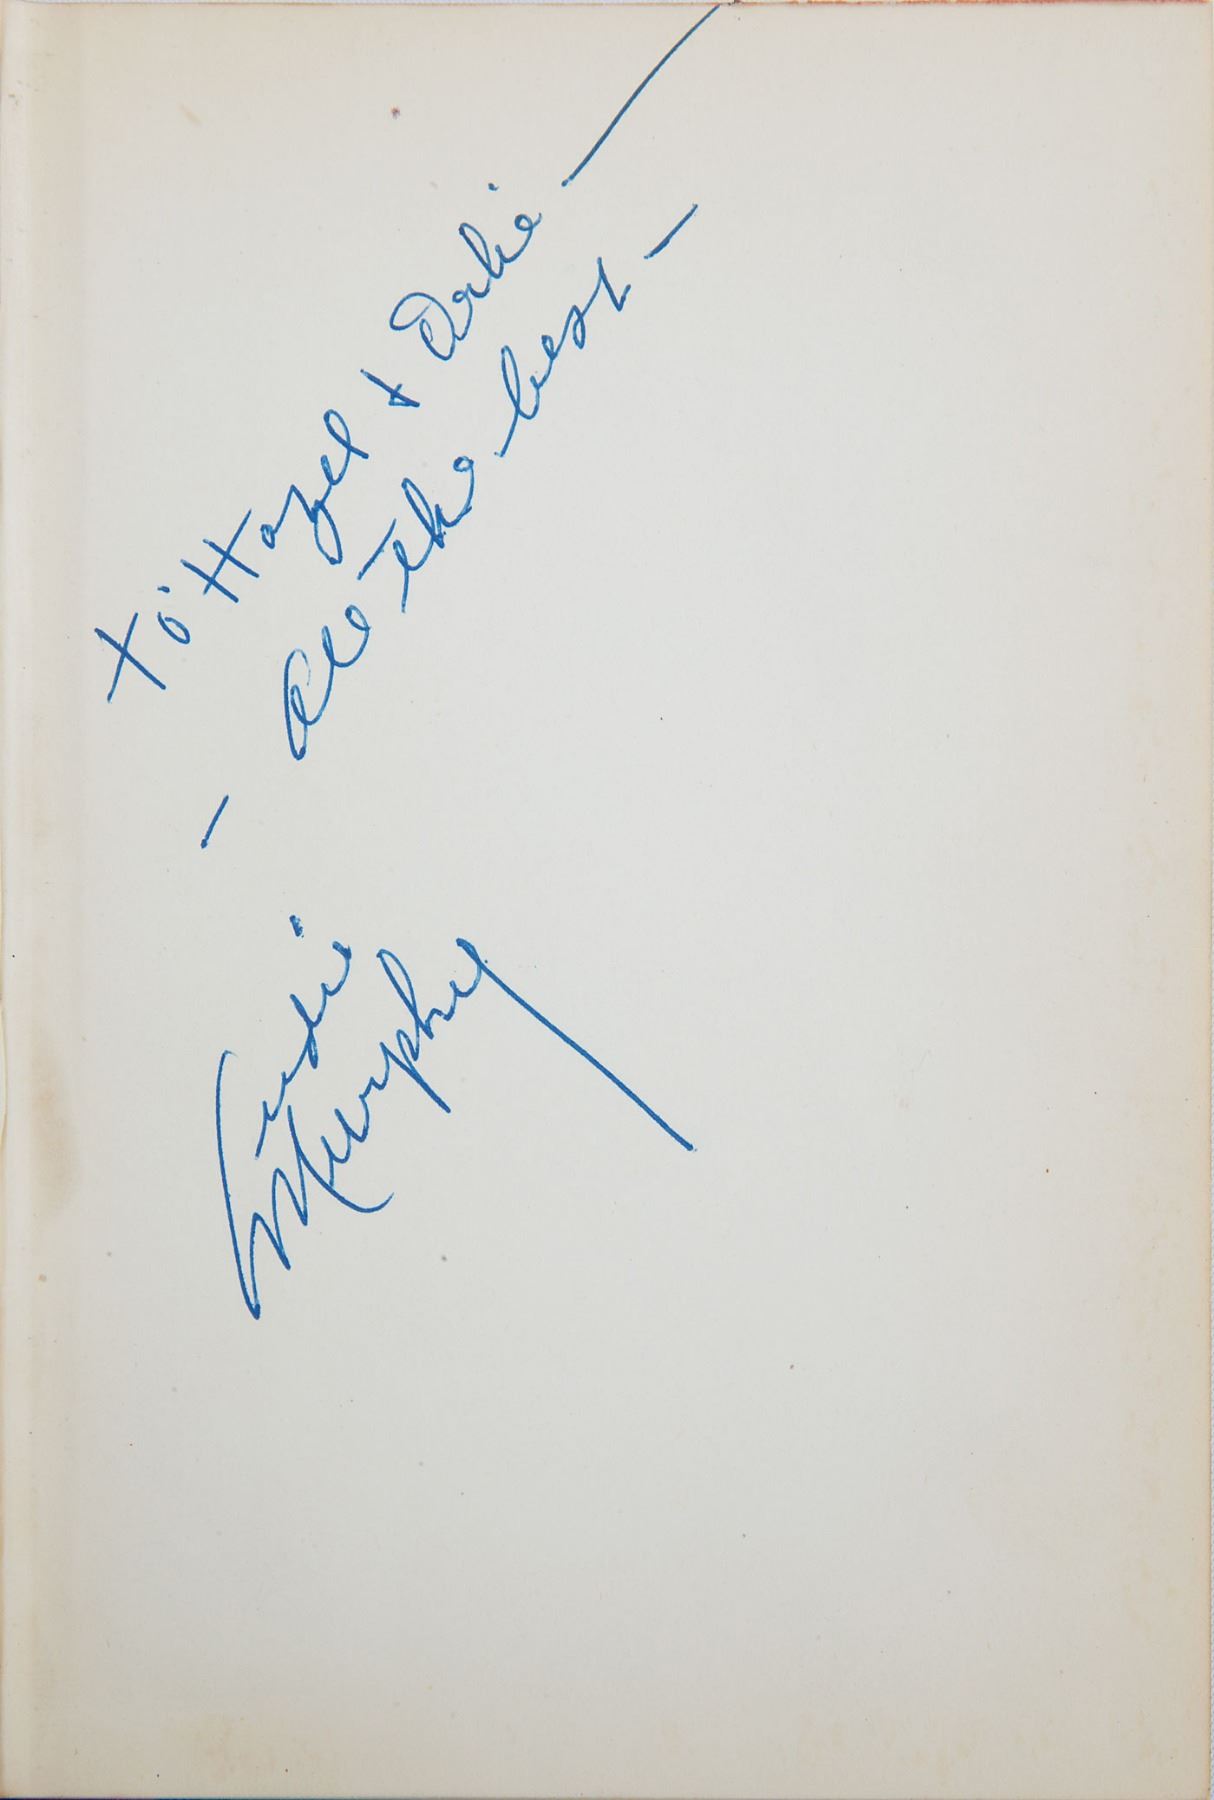 To Hazel + Orlie —
— all the best —
Audie
Murphy